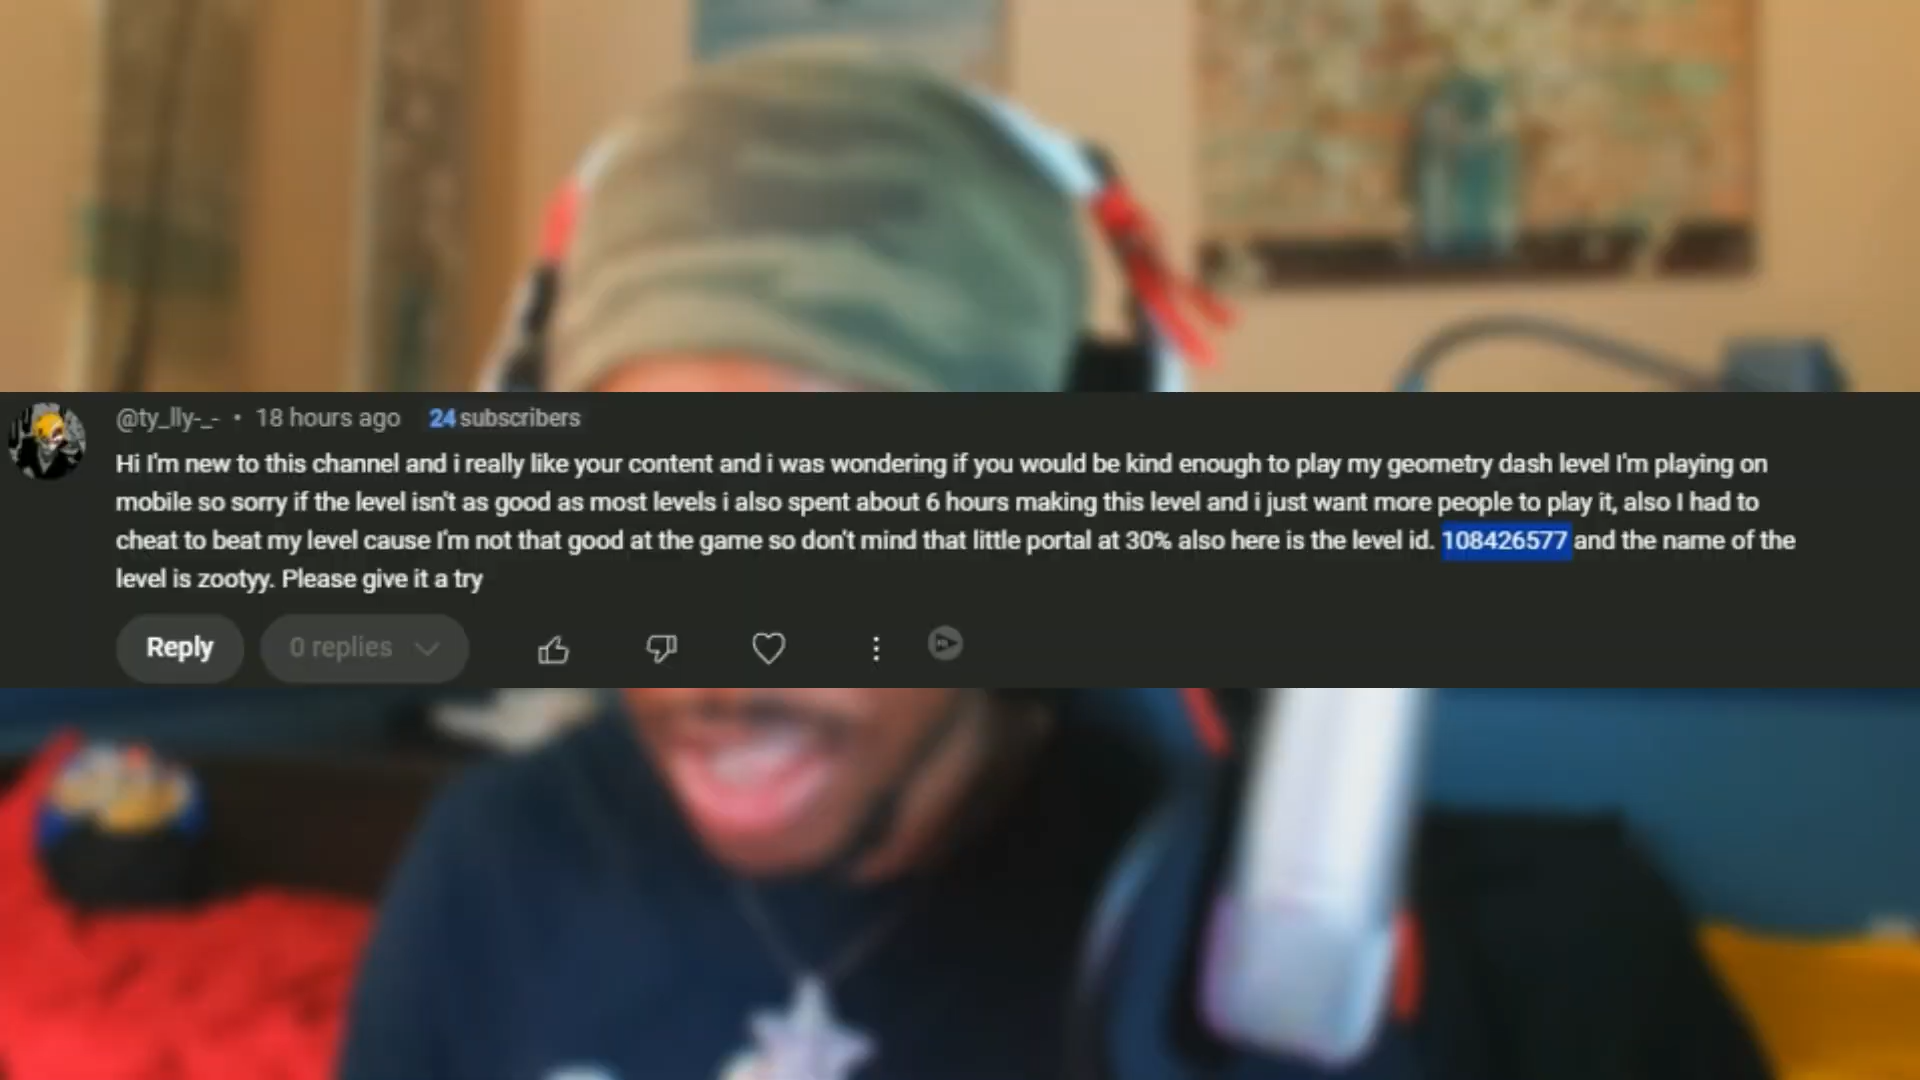 @ty_lly-_- • 18 hours ago 24 subscribers
Hi I'm new to this channel and i really like your content and i was wondering if you would be kind enough to play my geometry dash level I'm playing on
mobile so sorry if the level isn't as good as most levels i also spent about 6 hours making this level and i just want more people to play it, also I had to
cheat to beat my level cause I'm not that good at the game so don't mind that little portal at 30% also here is the level id. 108426577 and the name of the
level is zootyy. Please give it a try
Reply 0 replies